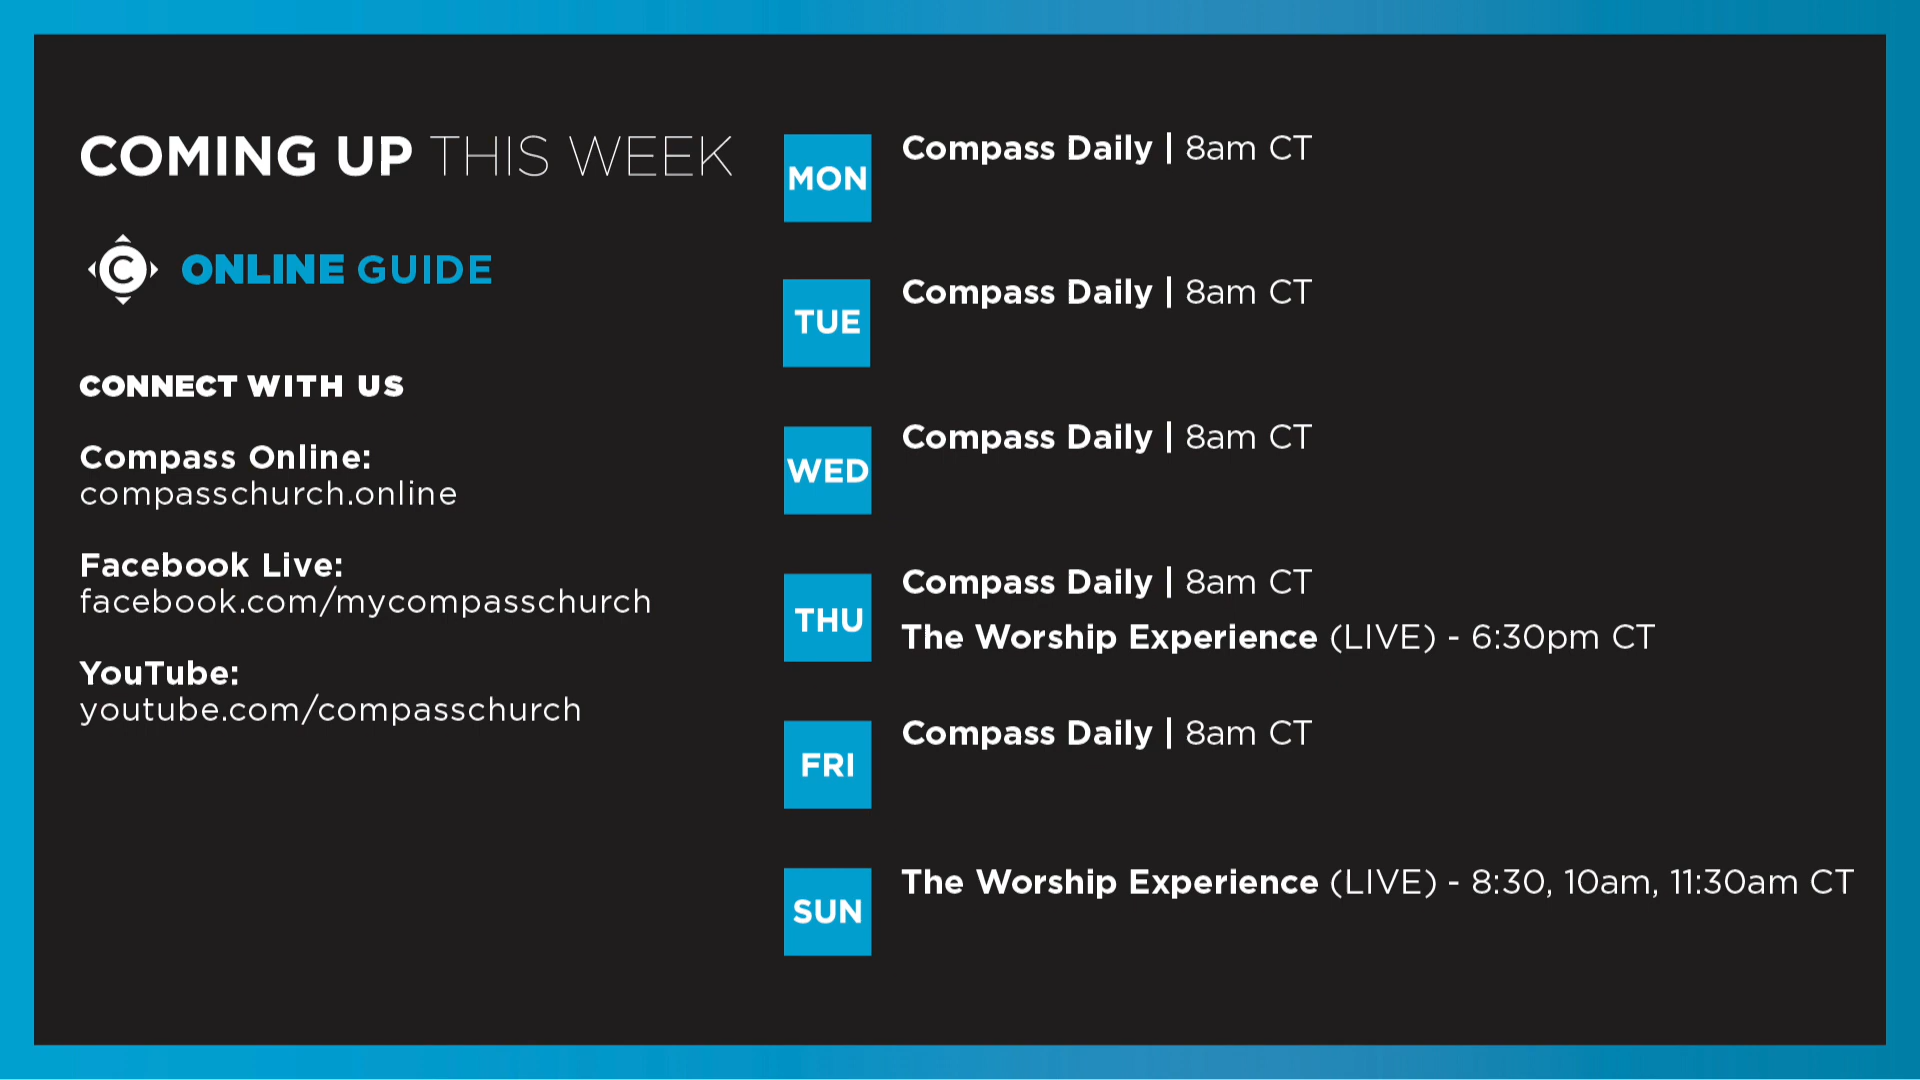 COMING UP THIS WEEK
C ONLINE GUIDE
CONNECT WITH US
Compass Online:
compasschurch.online
Facebook Live:
facebook.com/mycompasschurch
YouTube:
youtube.com/compasschurch
MON
Compass Daily | 8am CT
TUE
Compass Daily | 8am CT
WED
Compass Daily | 8am CT
THU
Compass Daily | 8am CT
The Worship Experience (LIVE) - 6:30pm CT
FRI
Compass Daily | 8am CT
SUN
The Worship Experience (LIVE) - 8:30, 10am, 11:30am CT